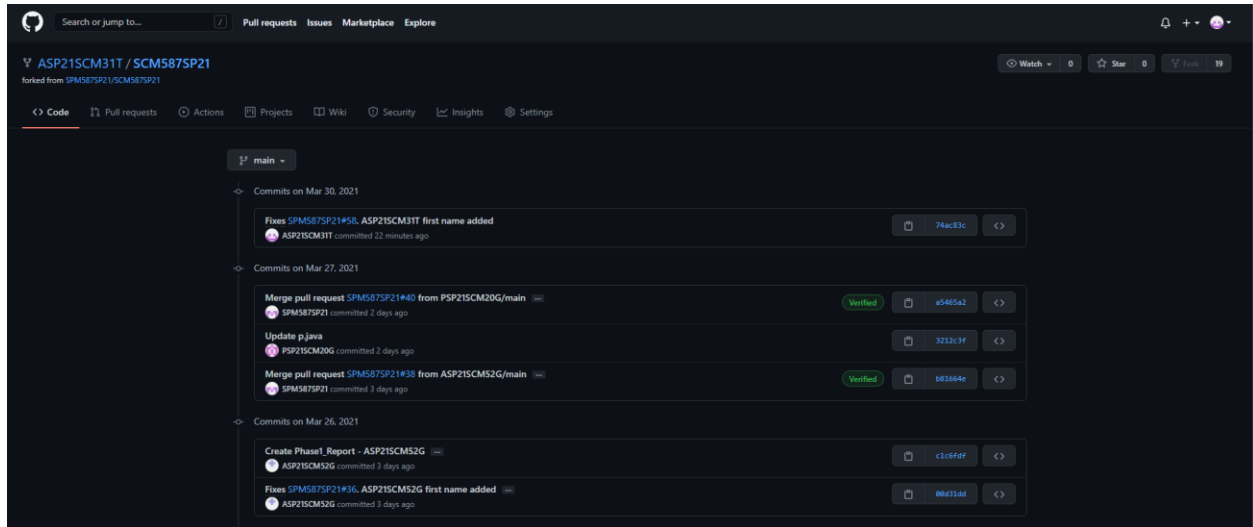 Search or jump to... /
Pull requests Issues Marketplace Explore
ASP21SCM31T / SCM587SP21
forked from SPM587SP21/SCM587SP21
Watch 0 Star 0 Fork 19
<> Code Pull requests Actions Projects Wiki Security Insights Settings
main
Commits on Mar 30, 2021
Fixes SPM587SP21#58. ASP21SCM31T first name added
ASP21SCM31T committed 22 minutes ago
74ac83c
Commits on Mar 27, 2021
Merge pull request SPM587SP21#40 from PSP21SCM20G/main ...
SPM587SP21 committed 2 days ago
Verified a5465a2
Update p.java
PSP21SCM20G committed 2 days ago
3212c3f
Merge pull request SPM587SP21#38 from ASP21SCM52G/main ...
SPM587SP21 committed 3 days ago
Verified b81664e
Commits on Mar 26, 2021
Create Phase1_Report - ASP21SCM52G ...
ASP21SCM52G committed 3 days ago
c1c6fdf
Fixes SPM587SP21#36. ASP21SCM52G first name added ...
ASP21SCM52G committed 3 days ago
00d31dd